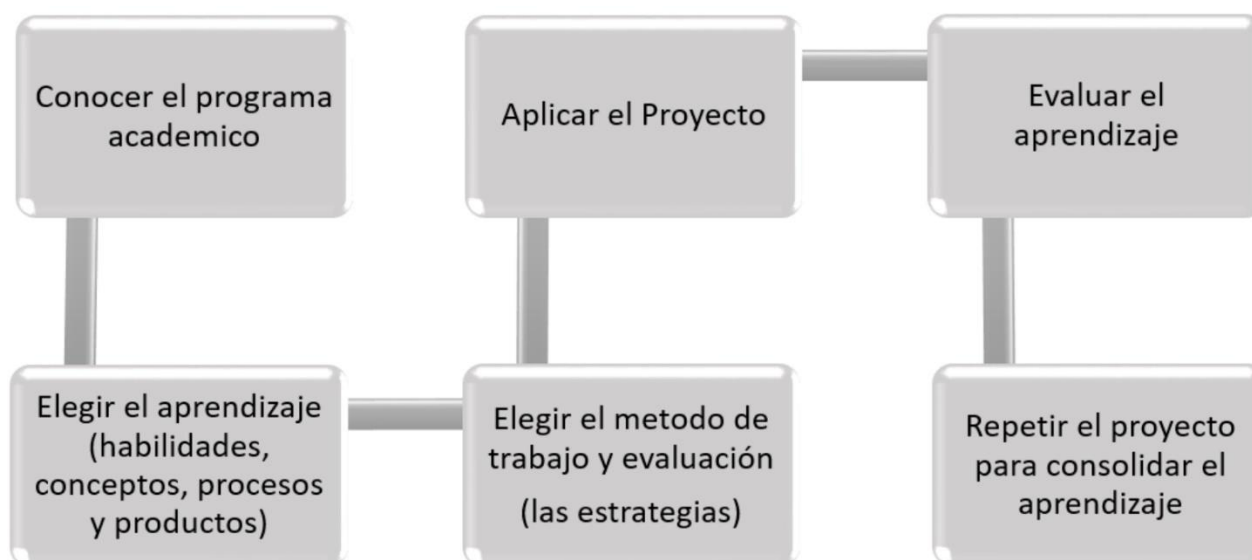 Conocer el programa
academico
Elegir el aprendizaje
(habilidades,
conceptos, procesos
y productos)
Elegir el metodo de
trabajo y evaluación
(las estrategias)
Aplicar el Proyecto
Evaluar el
aprendizaje
Repetir el proyecto
para consolidar el
aprendizaje